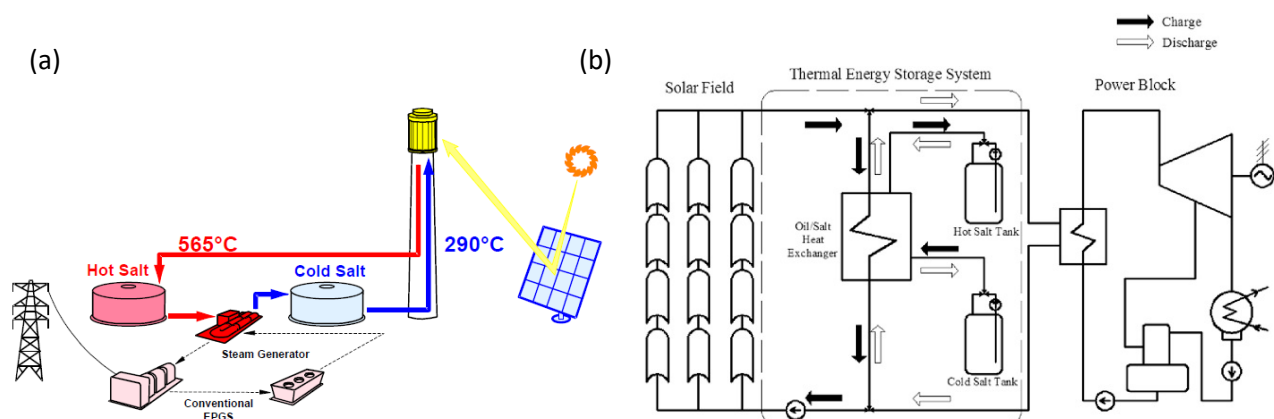 (a)
565°C
290°C
Hot Salt
Cold Salt
Steam Generator
Conventional
EPGS
(b)
Charge
Discharge
Thermal Energy Storage System
Solar Field
Power Block
Oil/Salt
Heat
Exchanger
Hot Salt Tank
Cold Salt Tank